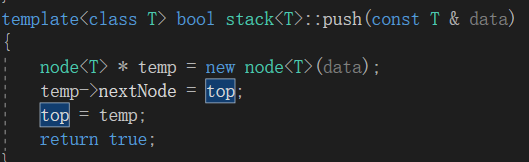 template<class T> bool stack<T>::push(const T & data)
{
node<T> * temp = new node<T>(data);
temp->nextNode = top;
top = temp;
return true;
}